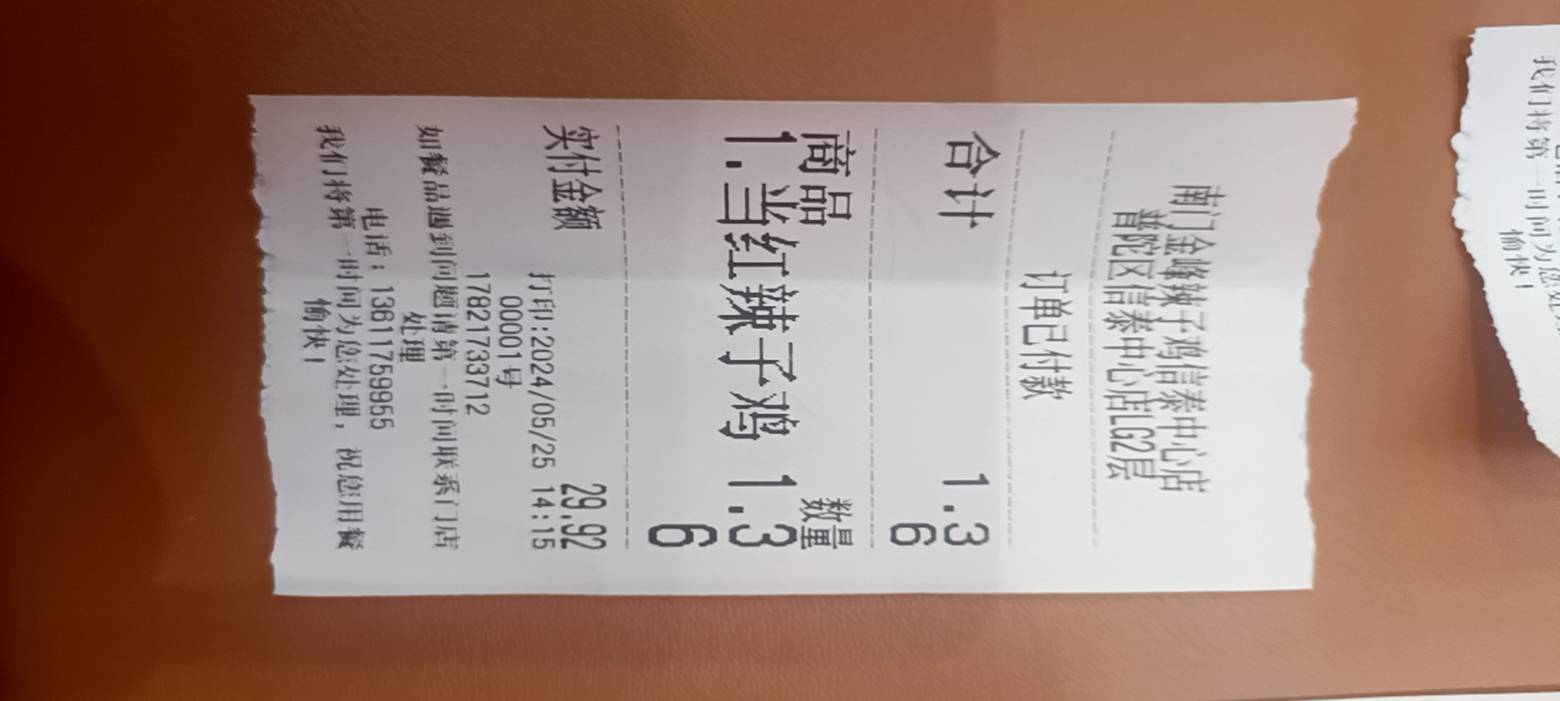 南门金峰辣子鸡信泰中心店
普陀区信泰中心店LG2层
订单已付款
合计 1.3
6
商品 数量
1.当红辣子鸡 1.3
6
实付金额 29.92
打印:2024/05/25 14:15
00001号
17821733712
如餐品遇到问题请第一时间联系门店
处理
电话：13611759955
我们将第一时间为您处理，祝您用餐
愉快！
我们将第一时间为您处
愉快！